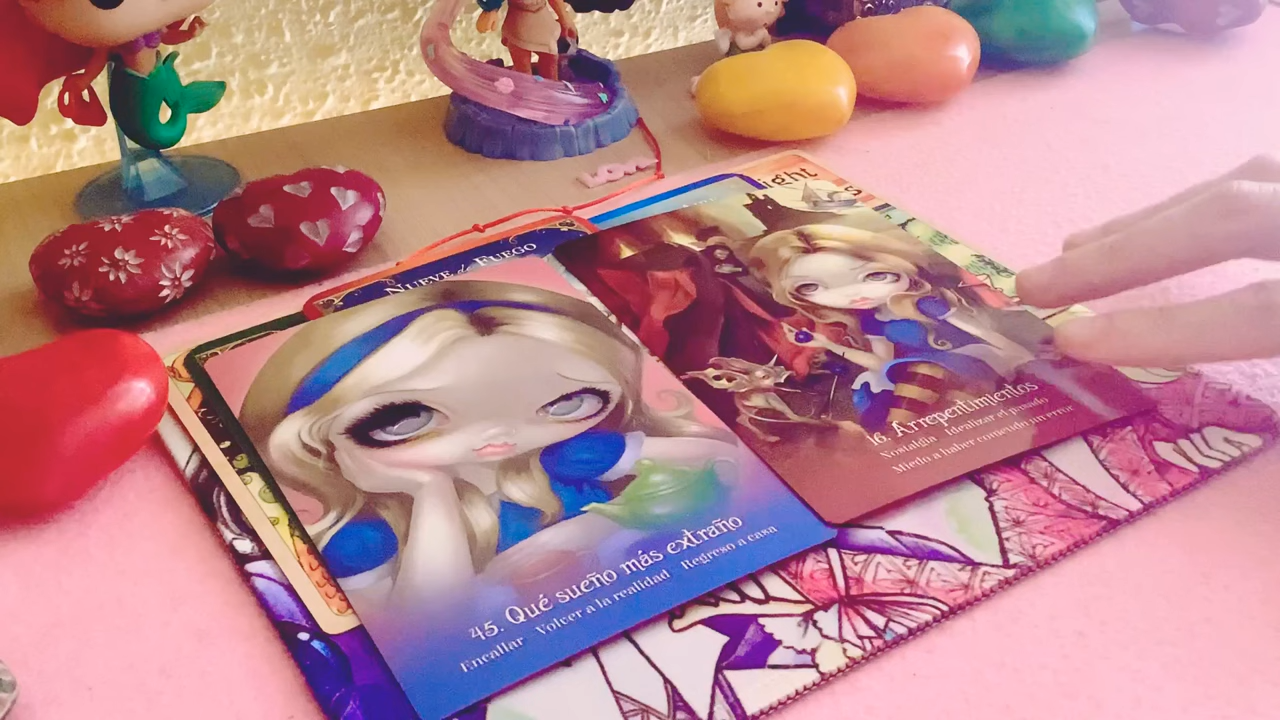 LOVE
ight
s
NUEVE de FUEGO
16. Arrepentimientos
Nostalgia Idealizar el pasado
Miedo a haber cometido un error
45. Qué sueño más extraño
Encallar Volver a la realidad Regreso a casa